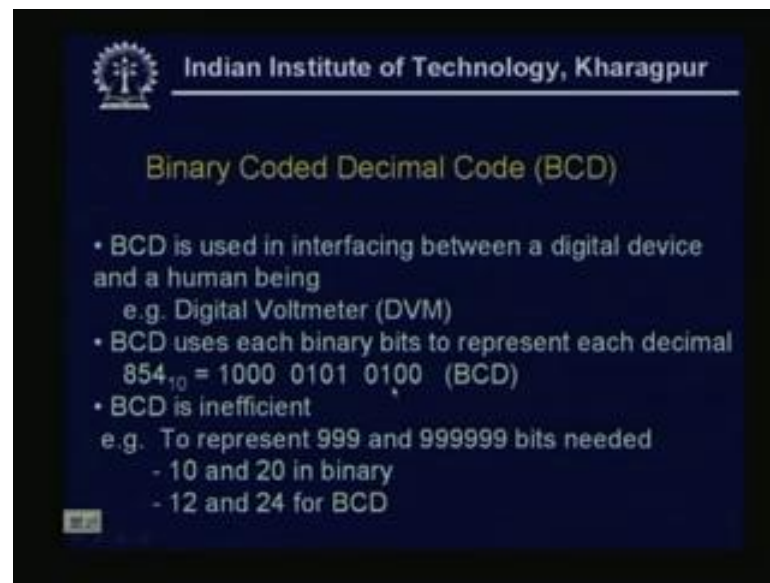 Indian Institute of Technology, Kharagpur
Binary Coded Decimal Code (BCD)
• BCD is used in interfacing between a digital device
and a human being
e.g. Digital Voltmeter (DVM)
• BCD uses each binary bits to represent each decimal
854₁₀ = 1000 0101 0100 (BCD)
• BCD is inefficient
e.g. To represent 999 and 999999 bits needed
- 10 and 20 in binary
- 12 and 24 for BCD